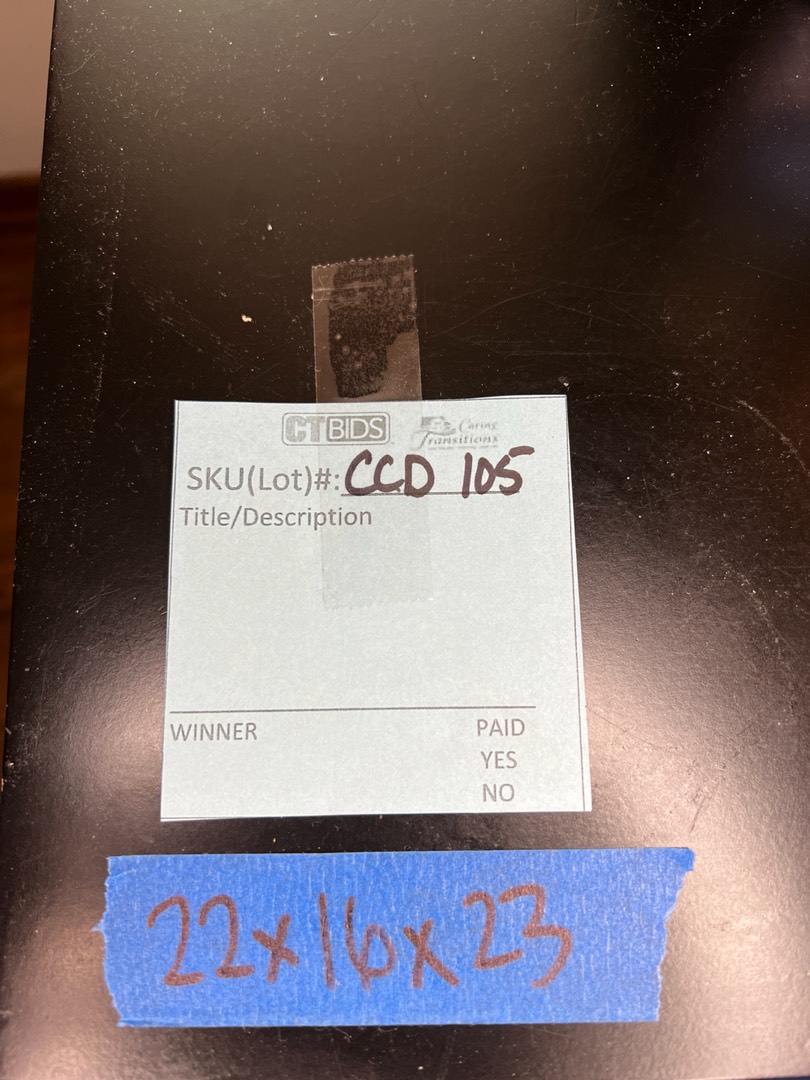 CTBIDS Caring Transitions
SKU(Lot)#: CCD 105
Title/Description
WINNER PAID
YES
NO
22x16x23